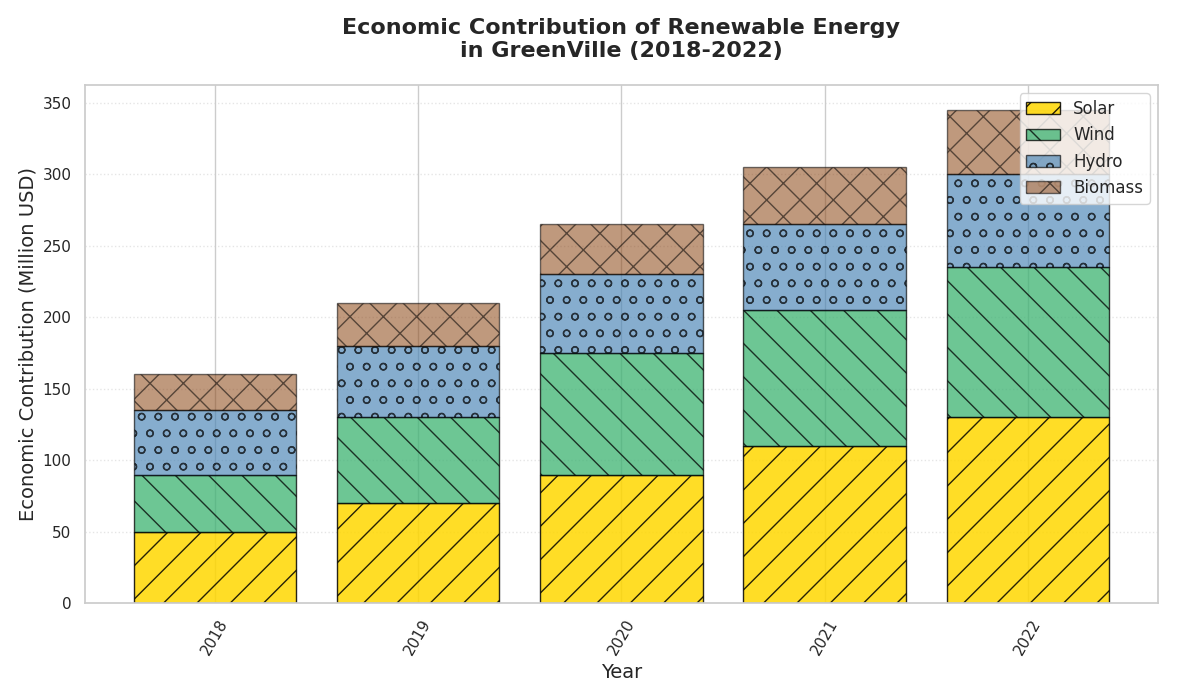 Economic Contribution of Renewable Energy
in GreenVille (2018-2022)
Economic Contribution (Million USD)
350
300
250
200
150
100
50
0
Solar
Wind
Hydro
Biomass
2018
2019
2020
2021
2022
Year